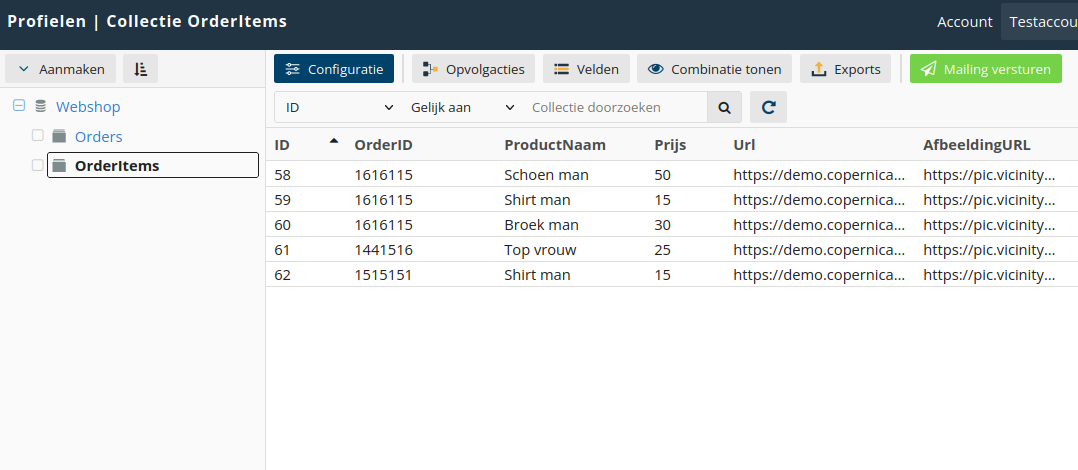 Profielen | Collectie OrderItems Account Testaccou
Aanmaken Configuratie Opvolgacties Velden Combinatie tonen Exports Mailing versturen
Webshop
Orders
OrderItems
ID Gelijk aan Collectie doorzoeken
ID OrderID ProductNaam Prijs Url AfbeeldingURL
58 1616115 Schoen man 50 https://demo.copernica... https://pic.vicinity...
59 1616115 Shirt man 15 https://demo.copernica... https://pic.vicinity...
60 1616115 Broek man 30 https://demo.copernica... https://pic.vicinity...
61 1441516 Top vrouw 25 https://demo.copernica... https://pic.vicinity...
62 1515151 Shirt man 15 https://demo.copernica... https://pic.vicinity...